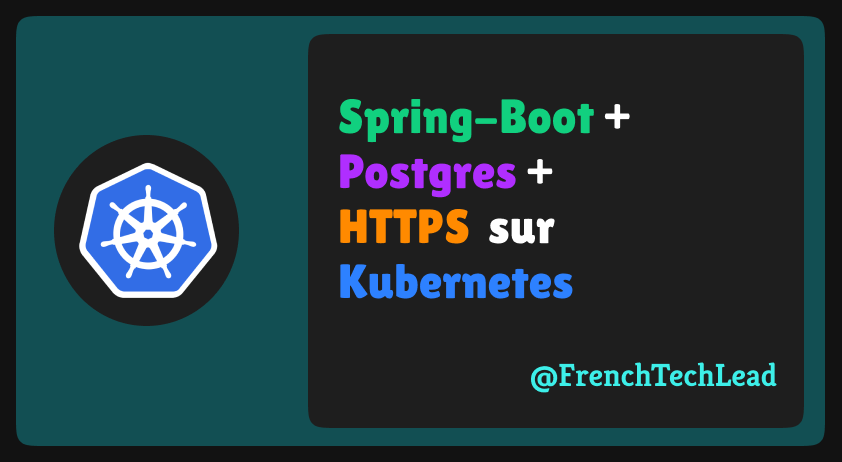 Spring-Boot +
Postgres +
HTTPS sur
Kubernetes
@FrenchTechLead